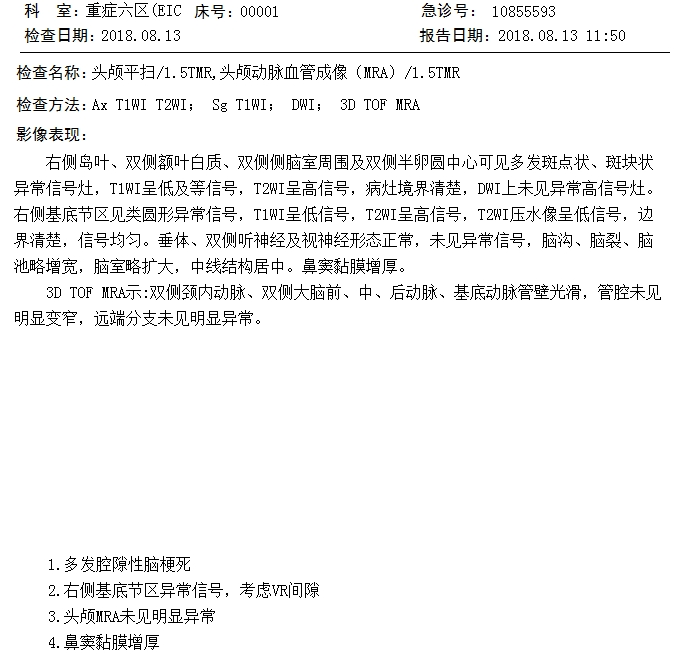 科　室：重症六区(EIC 床号：00001 急诊号： 10855593
检查日期：2018.08.13 报告日期：2018.08.13 11:50
检查名称：头颅平扫/1.5TMR,头颅动脉血管成像（MRA）/1.5TMR
检查方法：Ax T1WI T2WI； Sg T1WI； DWI； 3D TOF MRA
影像表现：
右侧岛叶、双侧额叶白质、双侧侧脑室周围及双侧半卵圆中心可见多发斑点状、斑块状
异常信号灶，T1WI呈低及等信号，T2WI呈高信号，病灶境界清楚，DWI上未见异常高信号灶。
右侧基底节区见类圆形异常信号，T1WI呈低信号，T2WI呈高信号，T2WI压水像呈低信号，边
界清楚，信号均匀。垂体、双侧听神经及视神经形态正常，未见异常信号，脑沟、脑裂、脑
池略增宽，脑室略扩大，中线结构居中。鼻窦黏膜增厚。
3D TOF MRA示:双侧颈内动脉、双侧大脑前、中、后动脉、基底动脉管壁光滑，管腔未见
明显变窄，远端分支未见明显异常。
1.多发腔隙性脑梗死
2.右侧基底节区异常信号，考虑VR间隙
3.头颅MRA未见明显异常
4.鼻窦黏膜增厚